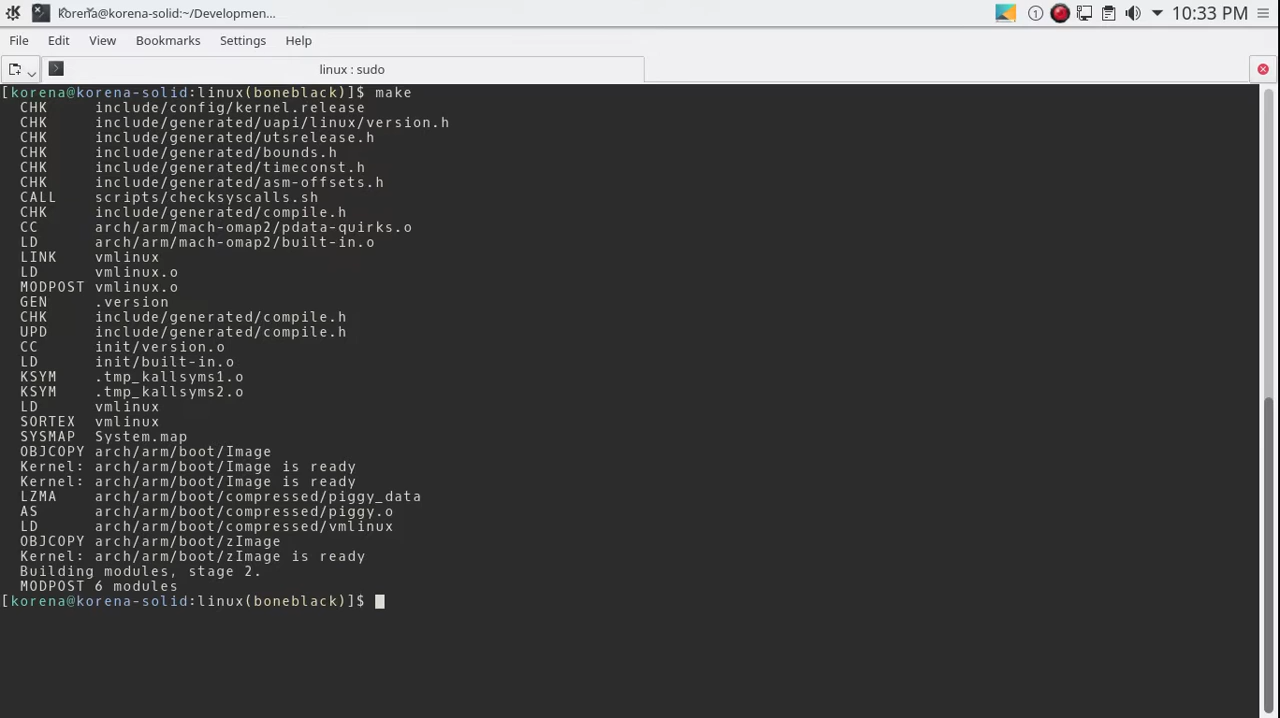 korena@korena-solid:~/Developmen...
10:33 PM
File Edit View Bookmarks Settings Help
linux : sudo
[korena@korena-solid:linux(boneblack)]$ make
CHK include/config/kernel.release
CHK include/generated/uapi/linux/version.h
CHK include/generated/utsrelease.h
CHK include/generated/bounds.h
CHK include/generated/timeconst.h
CHK include/generated/asm-offsets.h
CALL scripts/checksyscalls.sh
CHK include/generated/compile.h
CC arch/arm/mach-omap2/pdata-quirks.o
LD arch/arm/mach-omap2/built-in.o
LINK vmlinux
LD vmlinux.o
MODPOST vmlinux.o
GEN .version
CHK include/generated/compile.h
UPD include/generated/compile.h
CC init/version.o
LD init/built-in.o
KSYM .tmp_kallsyms1.o
KSYM .tmp_kallsyms2.o
LD vmlinux
SORTEX vmlinux
SYSMAP System.map
OBJCOPY arch/arm/boot/Image
Kernel: arch/arm/boot/Image is ready
Kernel: arch/arm/boot/Image is ready
LZMA arch/arm/boot/compressed/piggy_data
AS arch/arm/boot/compressed/piggy.o
LD arch/arm/boot/compressed/vmlinux
OBJCOPY arch/arm/boot/zImage
Kernel: arch/arm/boot/zImage is ready
Building modules, stage 2.
MODPOST 6 modules
[korena@korena-solid:linux(boneblack)]$